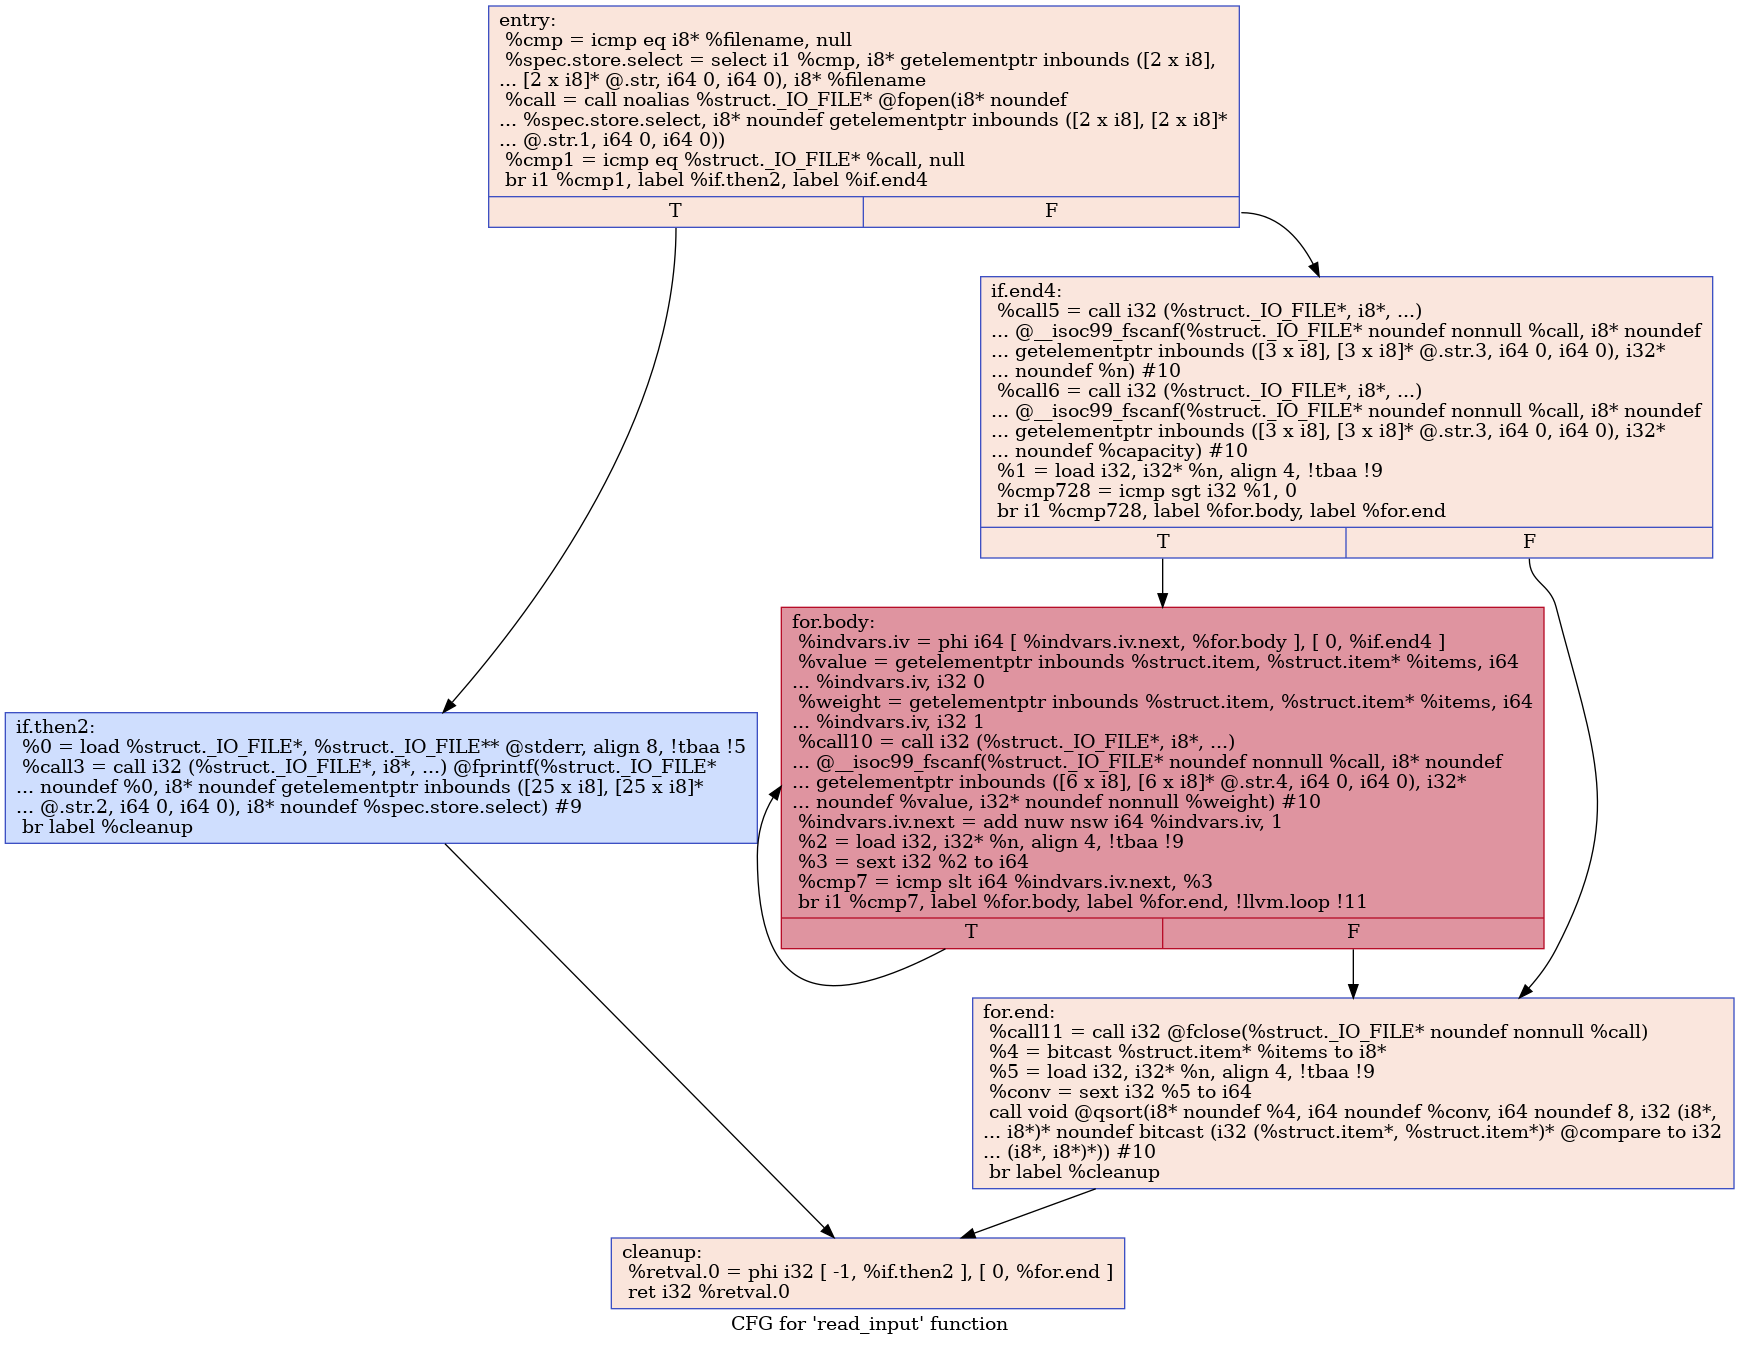 entry:
%cmp = icmp eq i8* %filename, null
%spec.store.select = select i1 %cmp, i8* getelementptr inbounds ([2 x i8],
... [2 x i8]* @.str, i64 0, i64 0), i8* %filename
%call = call noalias %struct._IO_FILE* @fopen(i8* noundef
... %spec.store.select, i8* noundef getelementptr inbounds ([2 x i8], [2 x i8]*
... @.str.1, i64 0, i64 0))
%cmp1 = icmp eq %struct._IO_FILE* %call, null
br i1 %cmp1, label %if.then2, label %if.end4
T
F
if.end4:
%call5 = call i32 (%struct._IO_FILE*, i8*, ...)
... @__isoc99_fscanf(%struct._IO_FILE* noundef nonnull %call, i8* noundef
... getelementptr inbounds ([3 x i8], [3 x i8]* @.str.3, i64 0, i64 0), i32*
... noundef %n) #10
%call6 = call i32 (%struct._IO_FILE*, i8*, ...)
... @__isoc99_fscanf(%struct._IO_FILE* noundef nonnull %call, i8* noundef
... getelementptr inbounds ([3 x i8], [3 x i8]* @.str.3, i64 0, i64 0), i32*
... noundef %capacity) #10
%1 = load i32, i32* %n, align 4, !tbaa !9
%cmp728 = icmp sgt i32 %1, 0
br i1 %cmp728, label %for.body, label %for.end
T
F
for.body:
%indvars.iv = phi i64 [ %indvars.iv.next, %for.body ], [ 0, %if.end4 ]
%value = getelementptr inbounds %struct.item, %struct.item* %items, i64
... %indvars.iv, i32 0
%weight = getelementptr inbounds %struct.item, %struct.item* %items, i64
... %indvars.iv, i32 1
%call10 = call i32 (%struct._IO_FILE*, i8*, ...)
... @__isoc99_fscanf(%struct._IO_FILE* noundef nonnull %call, i8* noundef
... getelementptr inbounds ([6 x i8], [6 x i8]* @.str.4, i64 0, i64 0), i32*
... noundef %value, i32* noundef nonnull %weight) #10
%indvars.iv.next = add nuw nsw i64 %indvars.iv, 1
%2 = load i32, i32* %n, align 4, !tbaa !9
%3 = sext i32 %2 to i64
%cmp7 = icmp slt i64 %indvars.iv.next, %3
br i1 %cmp7, label %for.body, label %for.end, !llvm.loop !11
T
F
if.then2:
%0 = load %struct._IO_FILE*, %struct._IO_FILE** @stderr, align 8, !tbaa !5
%call3 = call i32 (%struct._IO_FILE*, i8*, ...) @fprintf(%struct._IO_FILE*
... noundef %0, i8* noundef getelementptr inbounds ([25 x i8], [25 x i8]*
... @.str.2, i64 0, i64 0), i8* noundef %spec.store.select) #9
br label %cleanup
for.end:
%call11 = call i32 @fclose(%struct._IO_FILE* noundef nonnull %call)
%4 = bitcast %struct.item* %items to i8*
%5 = load i32, i32* %n, align 4, !tbaa !9
%conv = sext i32 %5 to i64
call void @qsort(i8* noundef %4, i64 noundef %conv, i64 noundef 8, i32 (i8*,
... i8*)* noundef bitcast (i32 (%struct.item*, %struct.item*)* @compare to i32
... (i8*, i8*)*)) #10
br label %cleanup
cleanup:
%retval.0 = phi i32 [ -1, %if.then2 ], [ 0, %for.end ]
ret i32 %retval.0
CFG for 'read_input' function